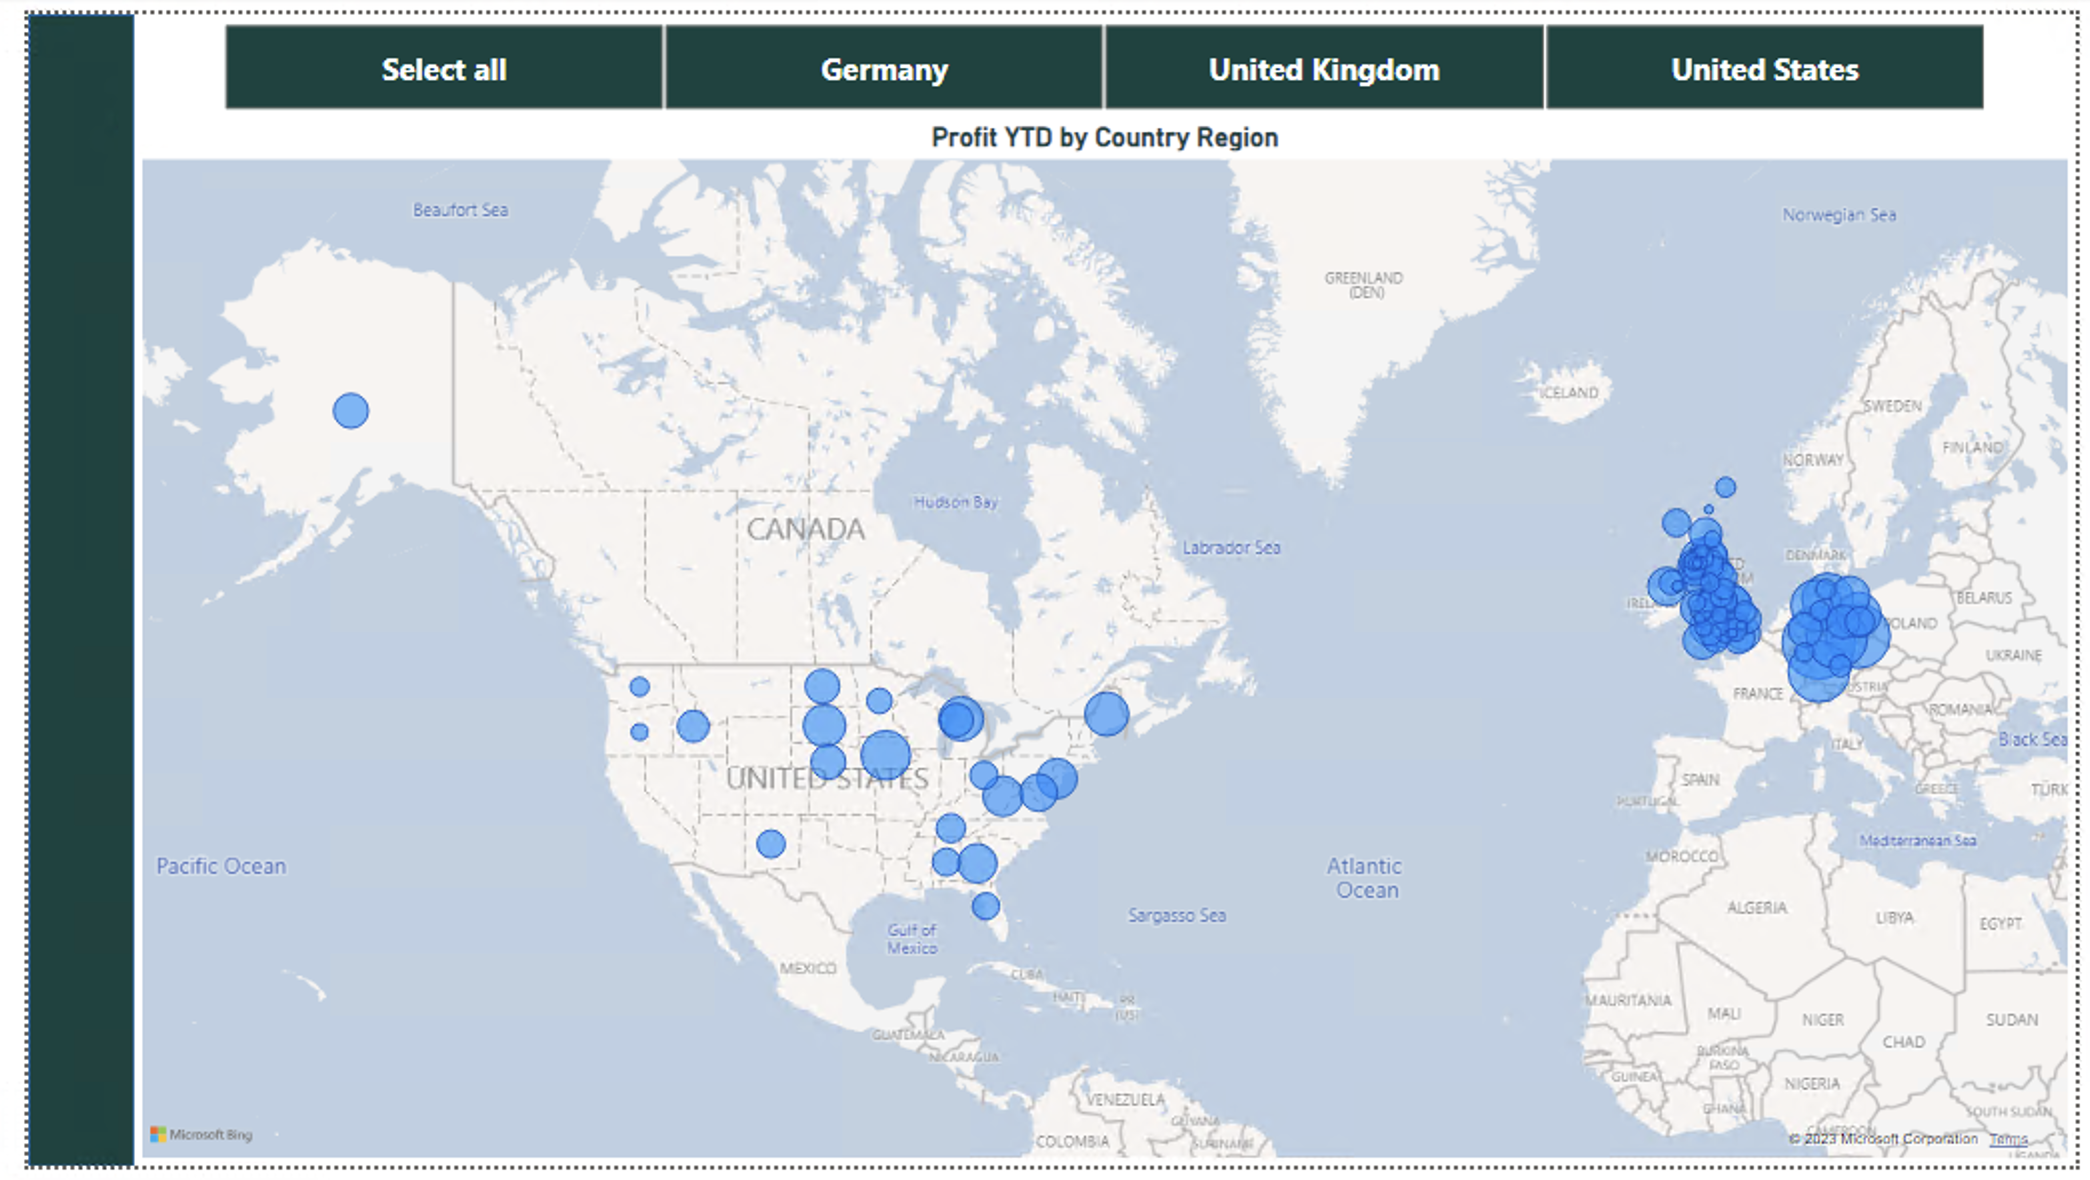 Select all
Germany
United Kingdom
United States
Profit YTD by Country Region
Beaufort Sea
Norwegian Sea
GREENLAND
(DEN)
ICELAND
SWEDEN
FINLAND
NORWAY
Hudson Bay
CANADA
Labrador Sea
DENMARK
BELARUS
UKRAINE
FRANCE
ROMANIA
Black Sea
ITALY
UNITED STATES
SPAIN
GREECE
PORTUGAL
Mediterranean Sea
MOROCCO
Pacific Ocean
Atlantic
Ocean
ALGERIA
LIBYA
EGYPT
Sargasso Sea
Gulf of
Mexico
MEXICO
CUBA
HAITI
PR
(US)
MAURITANIA
MALI
NIGER
SUDAN
CHAD
GUATEMALA
NICARAGUA
BURKINA
FASO
GUINEA
NIGERIA
GHANA
SOUTH SUDAN
VENEZUELA
GUYANA
SURINAME
COLOMBIA
CAMEROON
Microsoft Bing
© 2023 Microsoft Corporation Terms
UGANDA